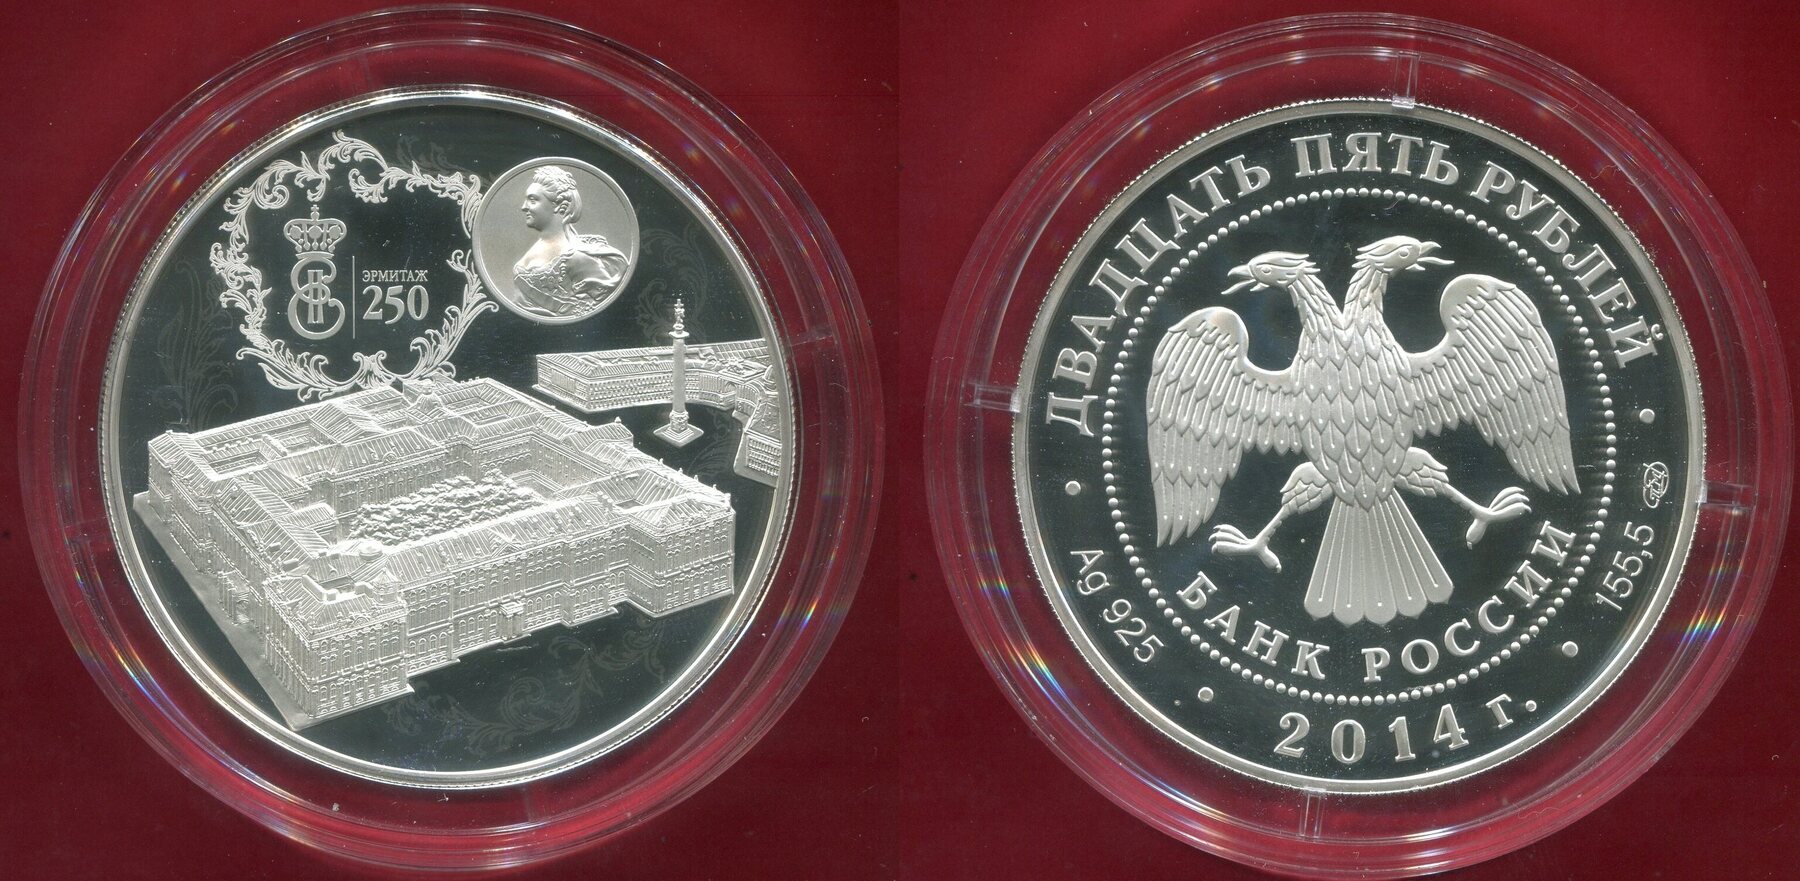 ЭРМИТАЖ
250
ДВАДЦАТЬ ПЯТЬ РУБЛЕЙ
БАНК РОССИИ
Ag 925
2014 г.
155,5